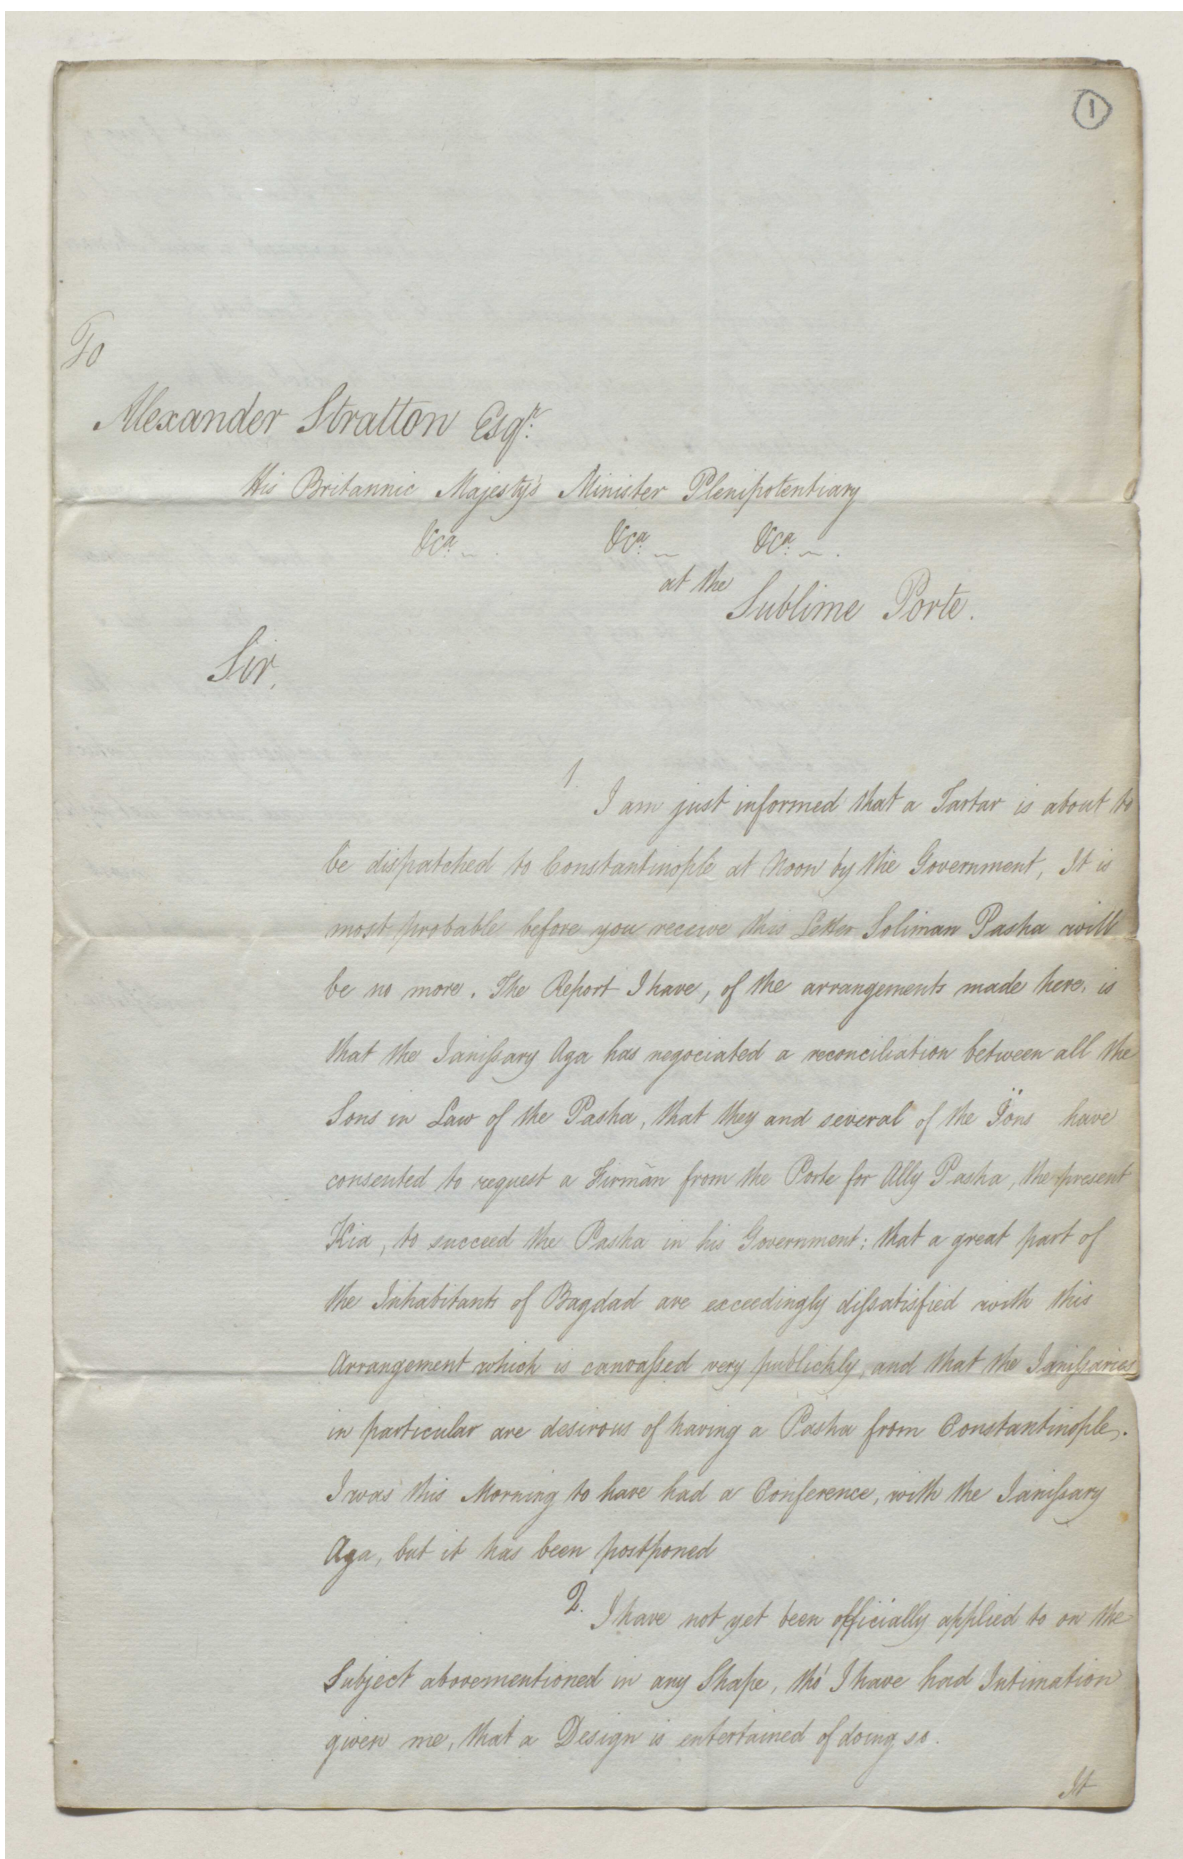 1
To
Alexander Stratton Esqr.
His Britannic Majesty's Minister Plenipotentiary
&ca. &ca. &ca.
at the
Sublime Porte.
Sir,
1. I am just informed that a Tartar is about to
be dispatched to Constantinople at Noon by the Government, It is
most probable before you receive this Letter Soliman Pasha will
be no more. The Report I have, of the arrangements made here, is
that the Janissary Aga has negociated a reconciliation between all the
Sons in Law of the Pasha, that they and several of the have
consented to request a Firmān from the Porte for Ally Pasha, the present
Kia, to succeed the Pasha in his Government: that a great part of
the Inhabitants of Bagdad are exceedingly dissatisfied with this
Arrangement which is canvassed very publickly, and that the Janissaries
in particular are desirous of having a Pasha from Constantinople.
I was this Morning to have had a Conference, with the Janissary
Aga, but it has been postponed
2. I have not yet been officially applied to on the
Subject abovementioned in any Shape, tho' I have had Intimation
given me, that a Design is entertained of doing so.
It